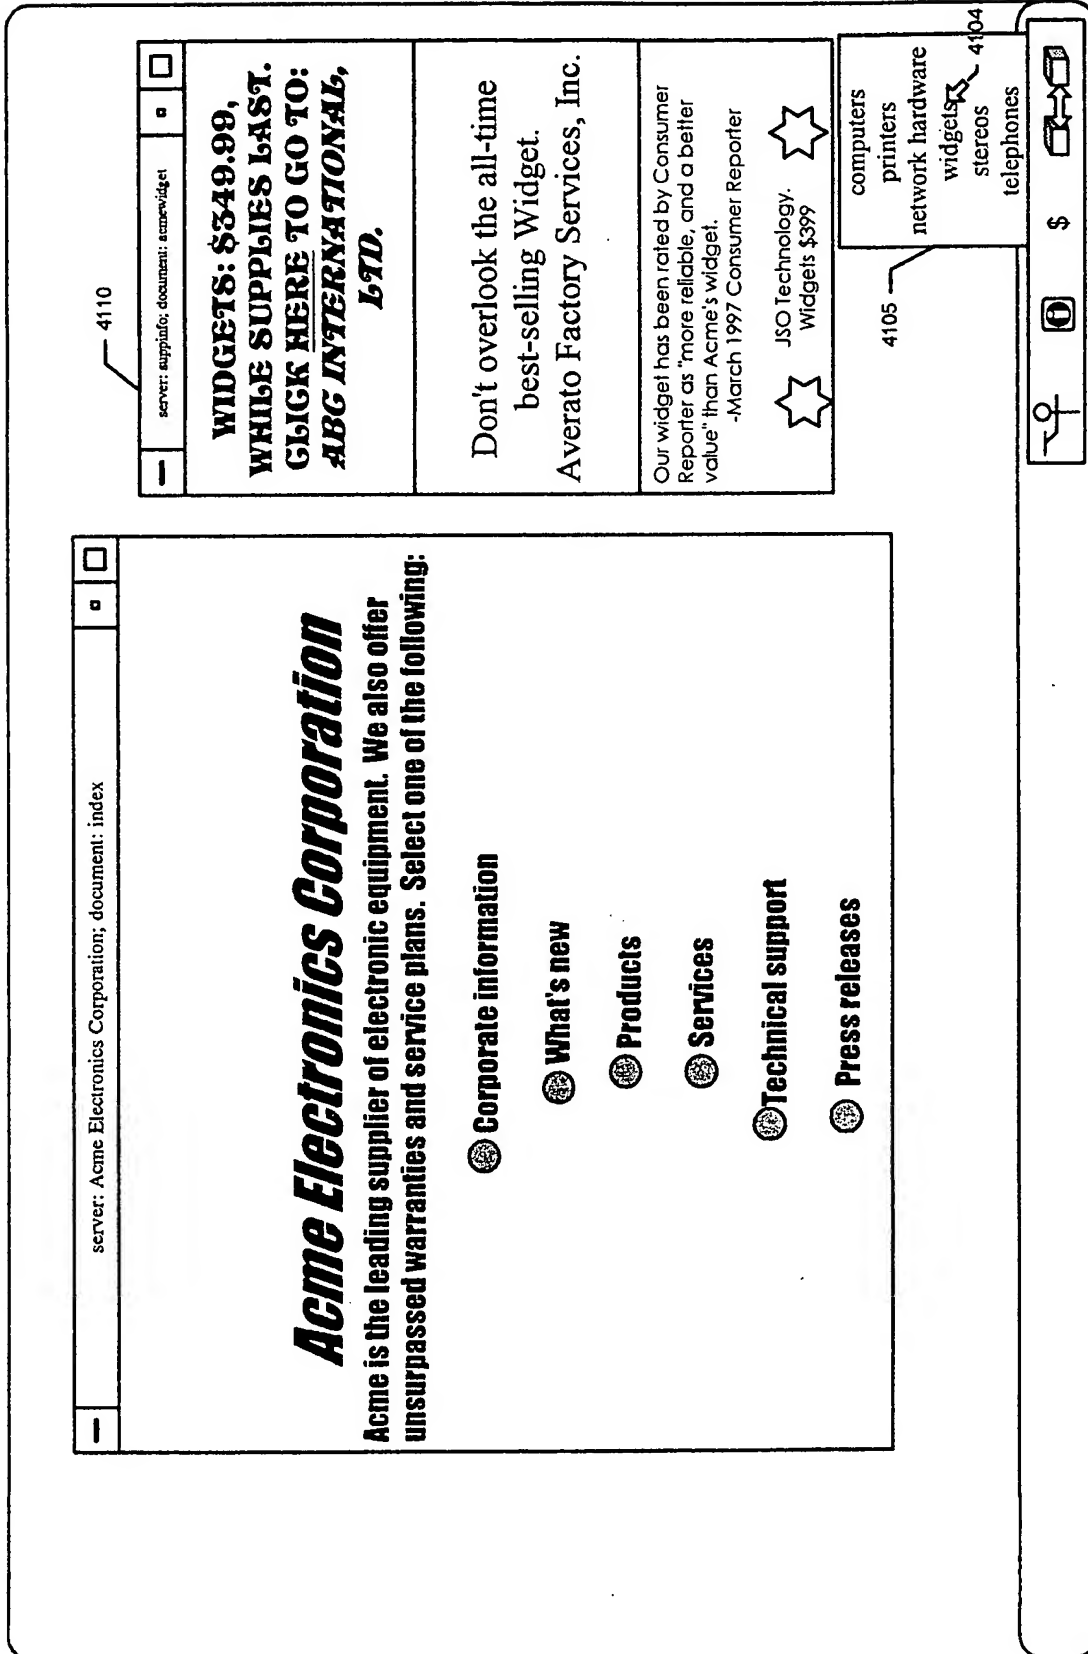 server: Acme Electronics Corporation; document: index
Acme Electronics Corporation
Acme is the leading supplier of electronic equipment. We also offer
unsurpassed warranties and service plans. Select one of the following:
Corporate information
What's new
Products
Services
Technical support
Press releases
4110
server: suppinfo; document: acmewidget
WIDGETS: $349.99,
WHILE SUPPLIES LAST.
CLICK HERE TO GO TO:
ABC INTERNATIONAL,
LTD.
Don't overlook the all-time
best-selling Widget.
Averato Factory Services, Inc.
Our widget has been rated by Consumer
Reporter as "more reliable, and a better
value" than Acme's widget.
-March 1997 Consumer Reporter
JSO Technology.
Widgets $399
4105
computers
printers
network hardware
widgets
4104
stereos
telephones
$